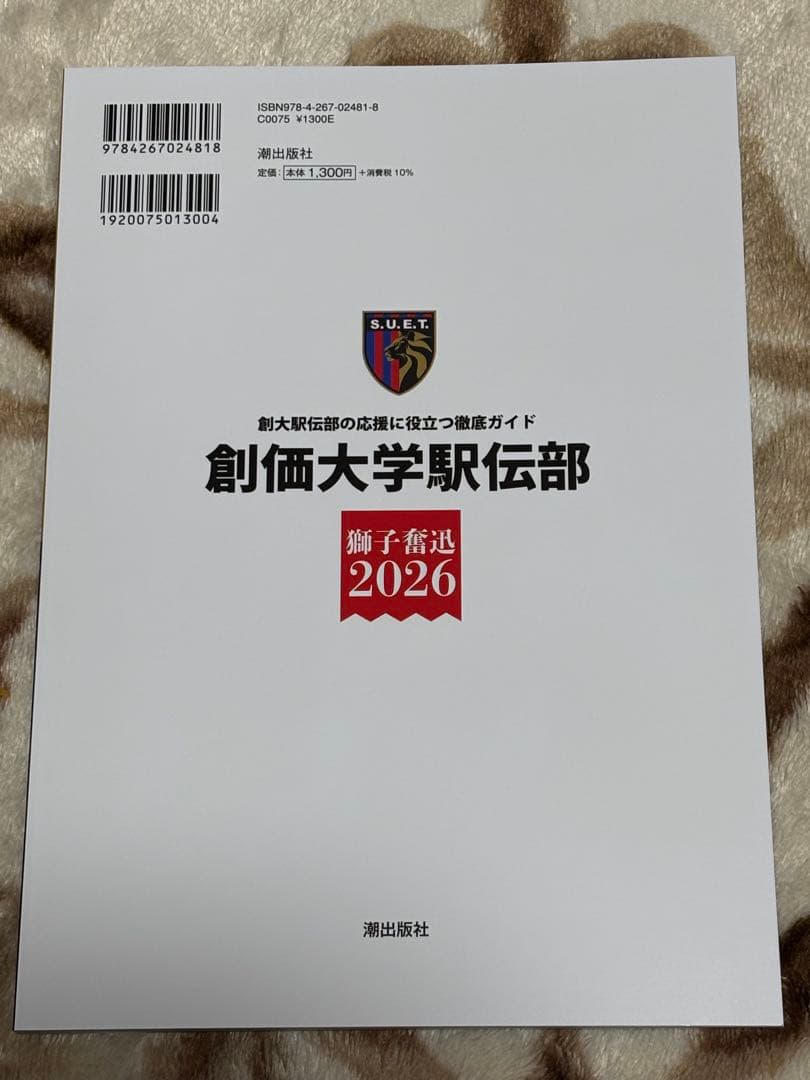 ISBN978-4-267-02481-8
C0075 ¥1300E
9784267024818
潮出版社
定価：本体 1,300円 +消費税 10%
1920075013004
S.U.E.T.
創大駅伝部の応援に役立つ徹底ガイド
創価大学駅伝部
獅子奮迅
2026
潮出版社